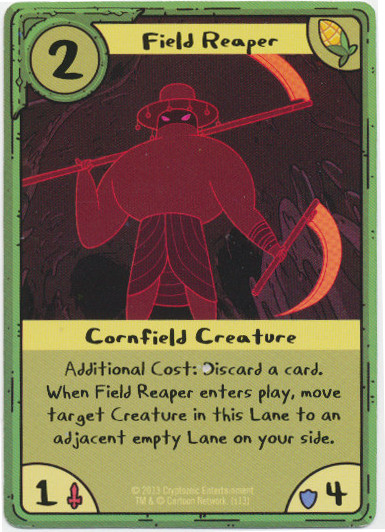 2
Field Reaper
Cornfield Creature
Additional Cost: Discard a card.
When Field Reaper enters play, move
target Creature in this Lane to an
adjacent empty Lane on your side.
1
4
© 2013 Cryptozoic Entertainment
TM & © Cartoon Network. (s13)